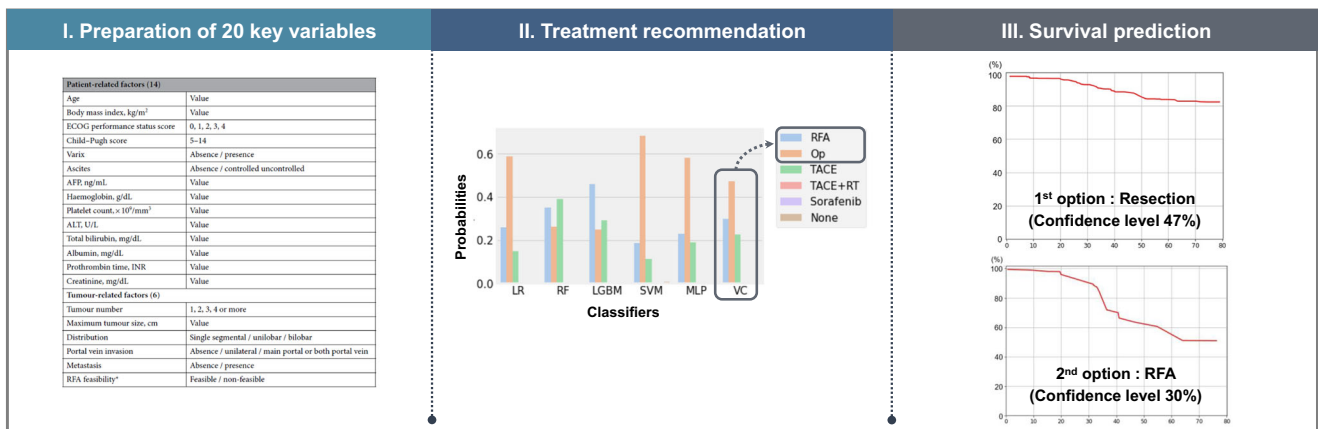 I. Preparation of 20 key variables
Patient-related factors (14)
Age Value
Body mass index, kg/m² Value
ECOG performance status score 0, 1, 2, 3, 4
Child–Pugh score 5–14
Varix Absence / presence
Ascites Absence / controlled uncontrolled
AFP, ng/mL Value
Haemoglobin, g/dL Value
Platelet count, × 10⁹/mm³ Value
ALT, U/L Value
Total bilirubin, mg/dL Value
Albumin, mg/dL Value
Prothrombin time, INR Value
Creatinine, mg/dL Value
Tumour-related factors (6)
Tumour number 1, 2, 3, 4 or more
Maximum tumour size, cm Value
Distribution Single segmental / unilobar / bilobar
Portal vein invasion Absence / unilateral / main portal or both portal vein
Metastasis Absence / presence
RFA feasibility* Feasible / non-feasible
II. Treatment recommendation
Probabilities
0.6
0.4
0.2
0.0
LR RF LGBM SVM MLP VC
Classifiers
RFA
Op
TACE
TACE+RT
Sorafenib
None
III. Survival prediction
(%)
100
80
60
40
20
0
0 10 20 30 40 50 60 70 80
1st option : Resection
(Confidence level 47%)
(%)
100
80
60
40
20
0
0 10 20 30 40 50 60 70 80
2nd option : RFA
(Confidence level 30%)